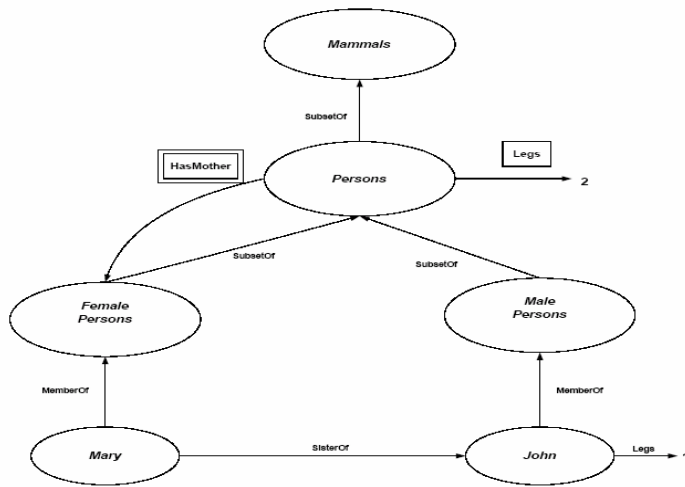 Mammals
SubsetOf
HasMother
Legs
Persons
2
SubsetOf
SubsetOf
Female
Persons
Male
Persons
MemberOf
MemberOf
Mary
SisterOf
John
Legs